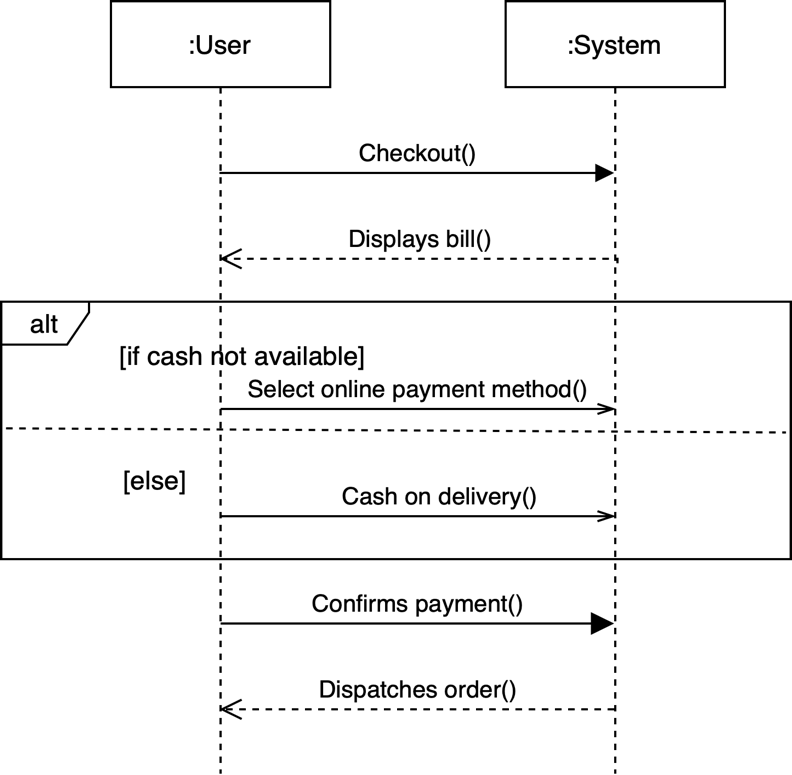 :User
:System
Checkout()
Displays bill()
alt
[if cash not available]
Select online payment method()
[else]
Cash on delivery()
Confirms payment()
Dispatches order()